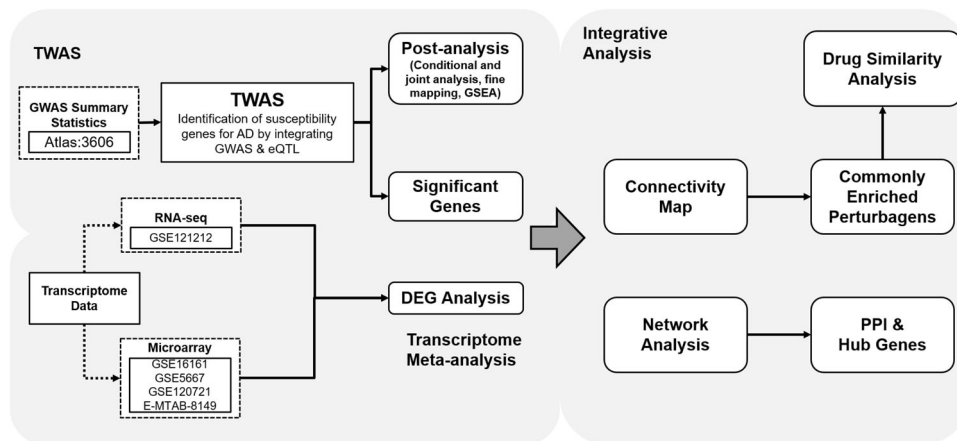 TWAS
GWAS Summary
Statistics
Atlas:3606
TWAS
Identification of susceptibility
genes for AD by integrating
GWAS & eQTL
Post-analysis
(Conditional and
joint analysis, fine
mapping, GSEA)
Significant
Genes
RNA-seq
GSE121212
Transcriptome
Data
Microarray
GSE16161
GSE5667
GSE120721
E-MTAB-8149
DEG Analysis
Transcriptome
Meta-analysis
Integrative
Analysis
Drug Similarity
Analysis
Connectivity
Map
Commonly
Enriched
Perturbagens
Network
Analysis
PPI &
Hub Genes